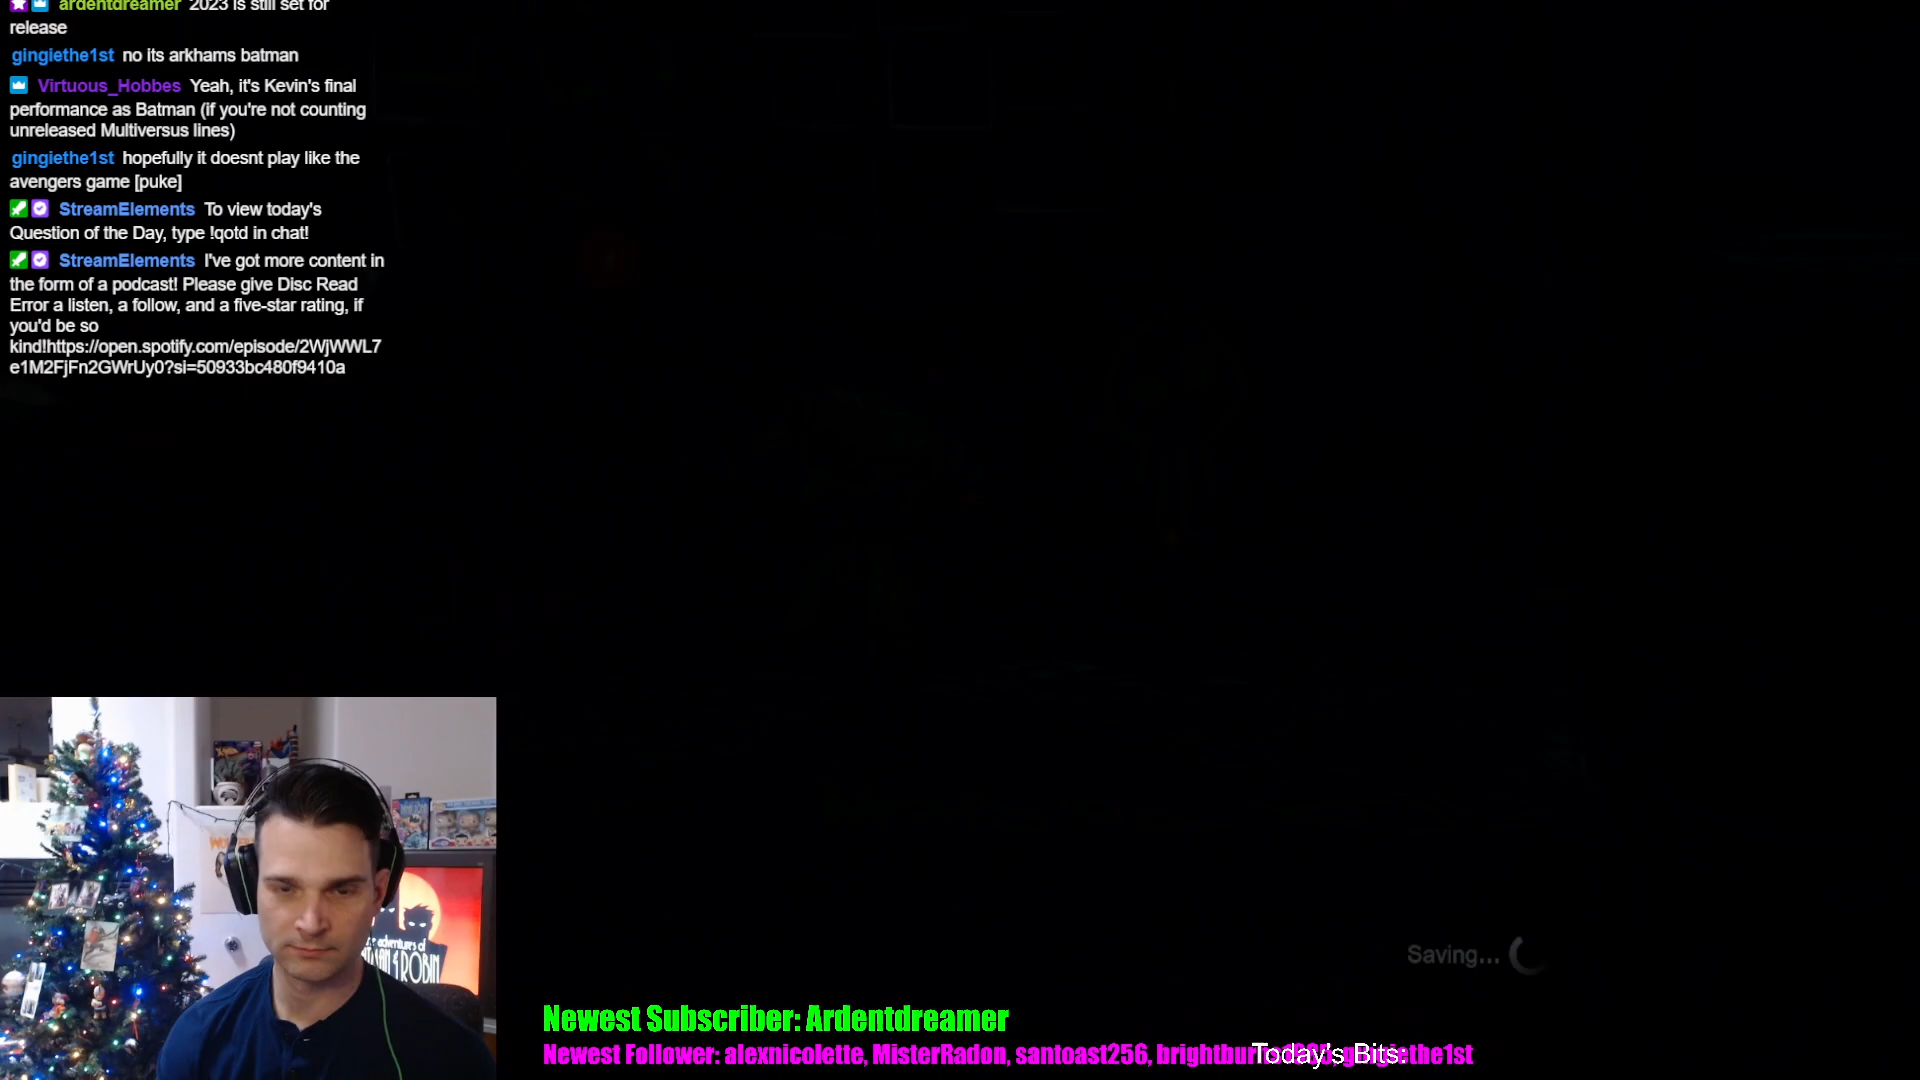 ardentdreamer 2023 is still set for
release
gingiethe1st no its arkhams batman
Virtuous_Hobbes Yeah, it's Kevin's final
performance as Batman (if you're not counting
unreleased Multiversus lines)
gingiethe1st hopefully it doesnt play like the
avengers game [puke]
StreamElements To view today's
Question of the Day, type !qotd in chat!
StreamElements I've got more content in
the form of a podcast! Please give Disc Read
Error a listen, a follow, and a five-star rating, if
you'd be so
kind!https://open.spotify.com/episode/2WjWWL7
e1M2FjFn2GWrUy0?si=50933bc480f9410a
adventures of
ROBIN
Saving...
Newest Subscriber: Ardentdreamer
Newest Follower: alexnicolette, MisterRadon, santoast256,
Today's Bits: